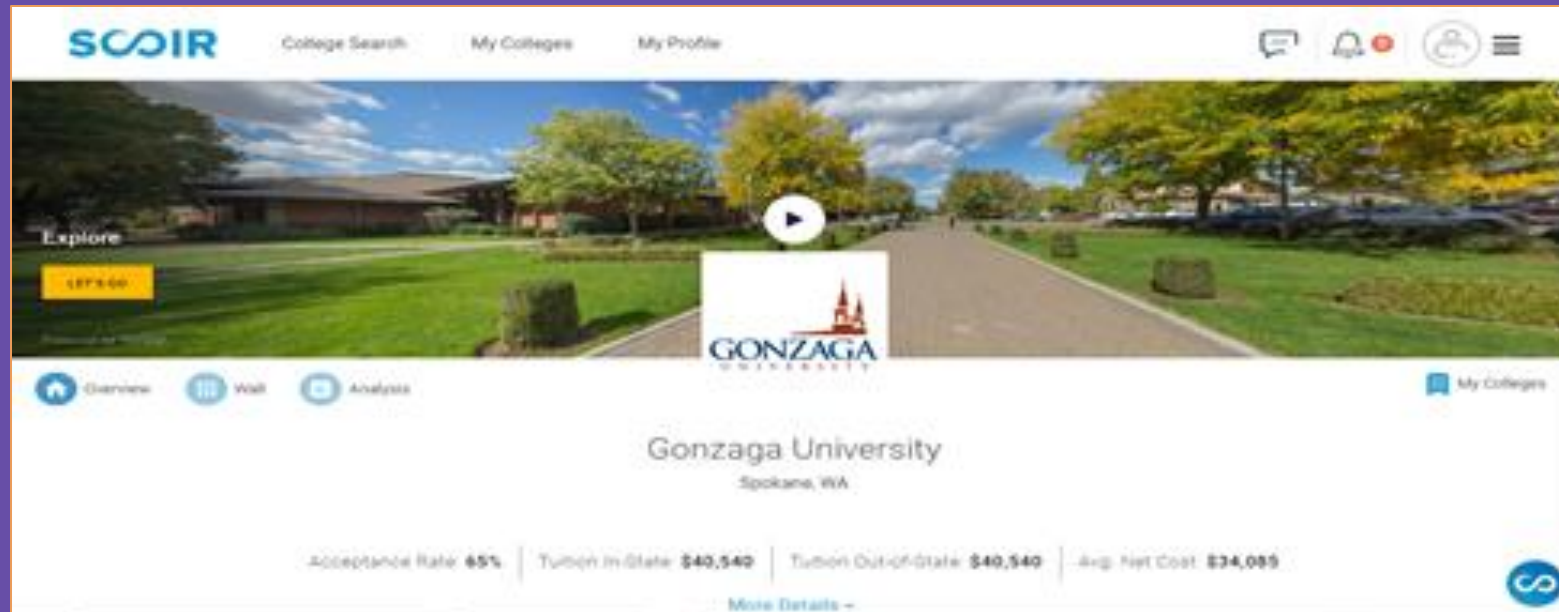 SCOIR College Search My Colleges My Profile
Explore
LET'S GO
GONZAGA
UNIVERSITY
Overview Wall Analysis My Colleges
Gonzaga University
Spokane, WA
Acceptance Rate: 65% Tuition In-State: $40,540 Tuition Out-of-State: $40,540 Avg. Net Cost: $34,085
More Details